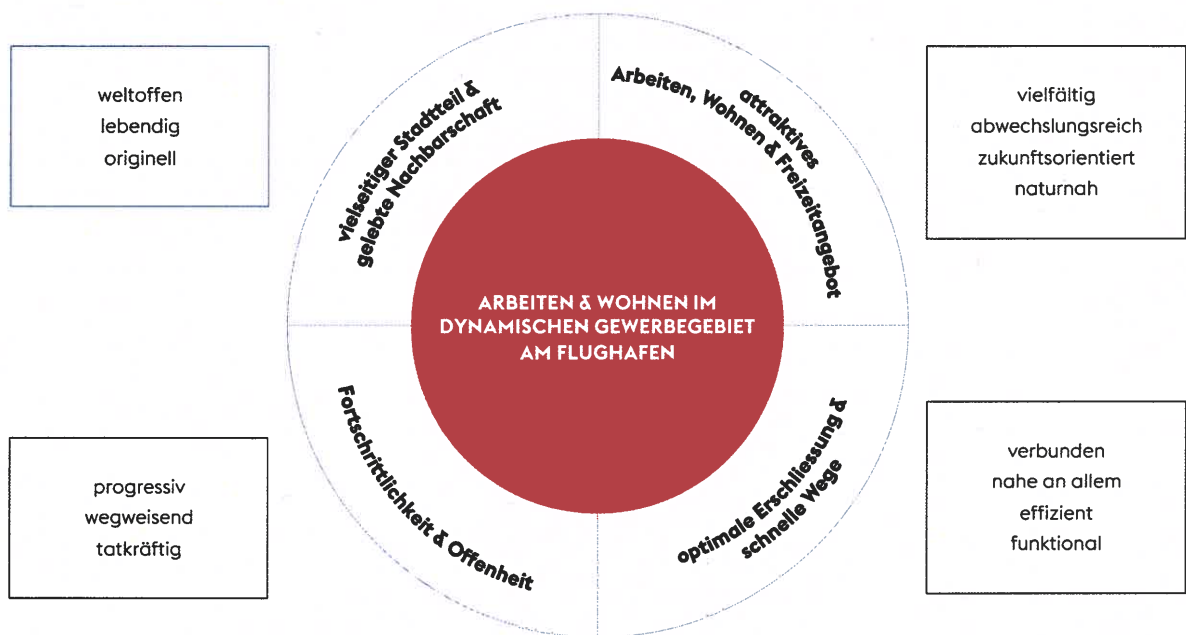 weltoffen
lebendig
originell
vielseitiger Stadtteil &
gelebte Nachbarschaft
attraktives
Arbeiten, Wohnen & Freizeitangebot
vielfältig
abwechslungsreich
zukunftsorientiert
naturnah
ARBEITEN & WOHNEN IM
DYNAMISCHEN GEWERBEGEBIET
AM FLUGHAFEN
progressiv
wegweisend
tatkräftig
Fortschrittlichkeit & Offenheit
optimale Erschliessung &
schnelle Wege
verbunden
nahe an allem
effizient
funktional